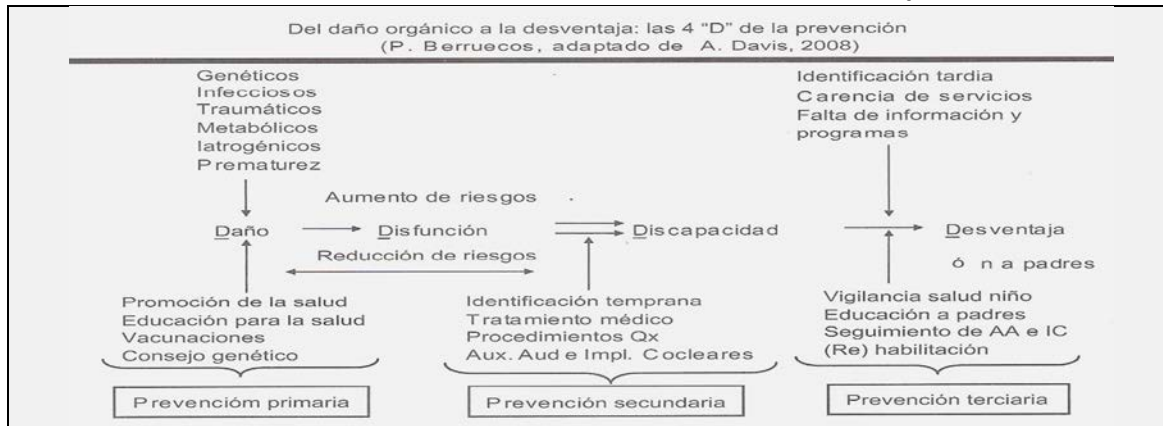 Del daño orgánico a la desventaja: las 4 "D" de la prevención
(P. Berruecos, adaptado de A. Davis, 2008)
Genéticos
Infecciosos
Traumáticos
Metabólicos
Iatrogénicos
Prematurez
Identificación tardia
Carencia de servicios
Falta de información y
programas
Aumento de riesgos
Daño
Disfunción
Discapacidad
Desventaja
Reducción de riesgos
ó n a padres
Promoción de la salud
Educación para la salud
Vacunaciones
Consejo genético
Identificación temprana
Tratamiento médico
Procedimientos Qx
Aux. Aud e Impl. Cocleares
Vigilancia salud niño
Educación a padres
Seguimiento de AA e IC
(Re) habilitación
Prevencióm primaria
Prevención secundaria
Prevención terciaria